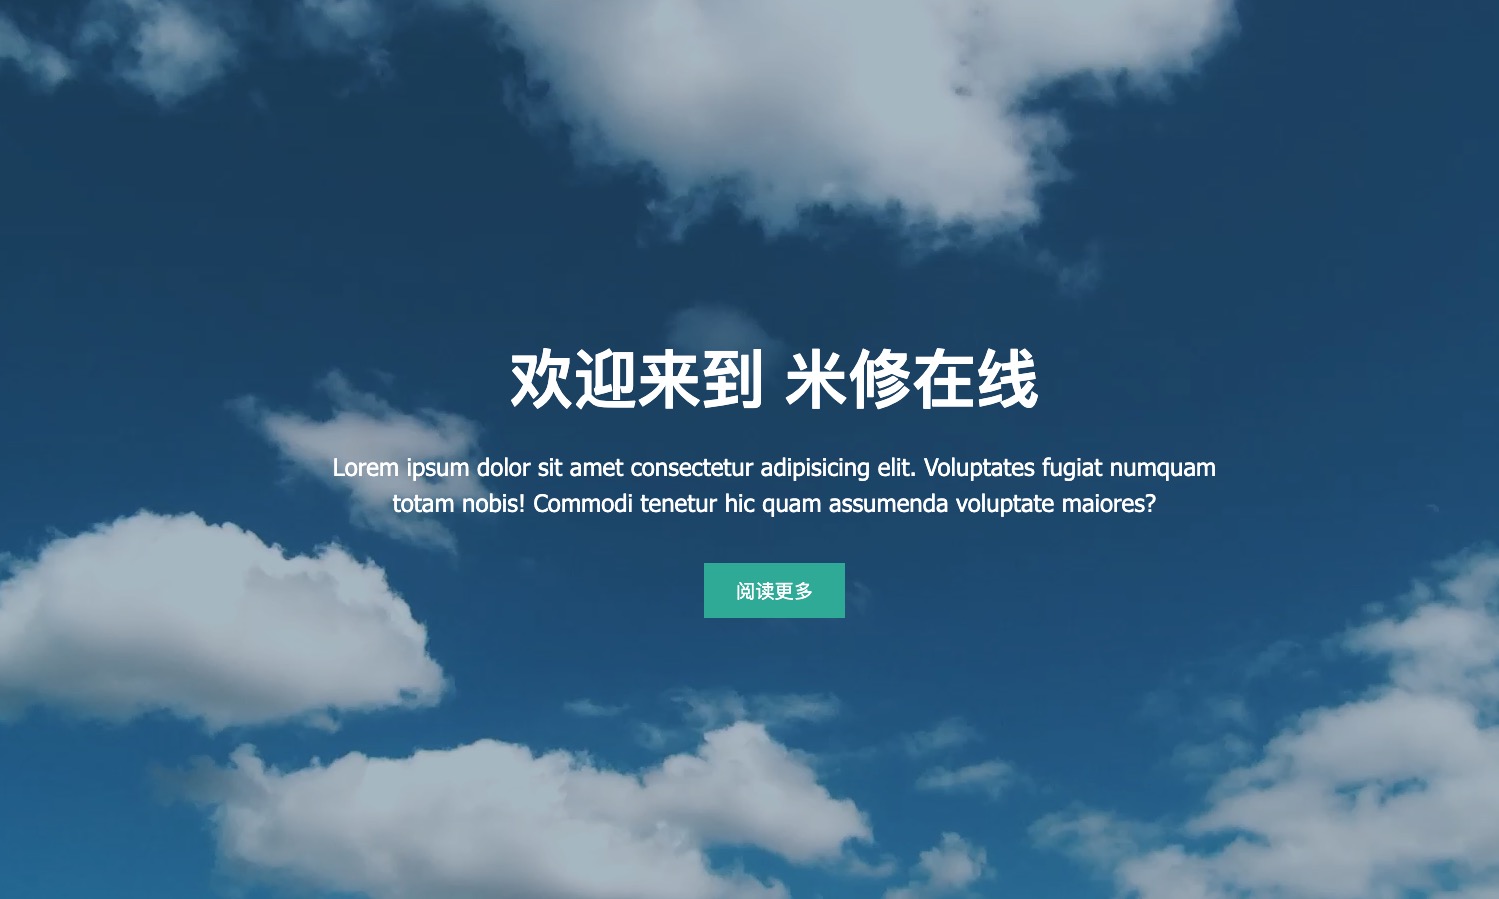 欢迎来到 米修在线
Lorem ipsum dolor sit amet consectetur adipisicing elit. Voluptates fugiat numquam
totam nobis! Commodi tenetur hic quam assumenda voluptate maiores?
阅读更多